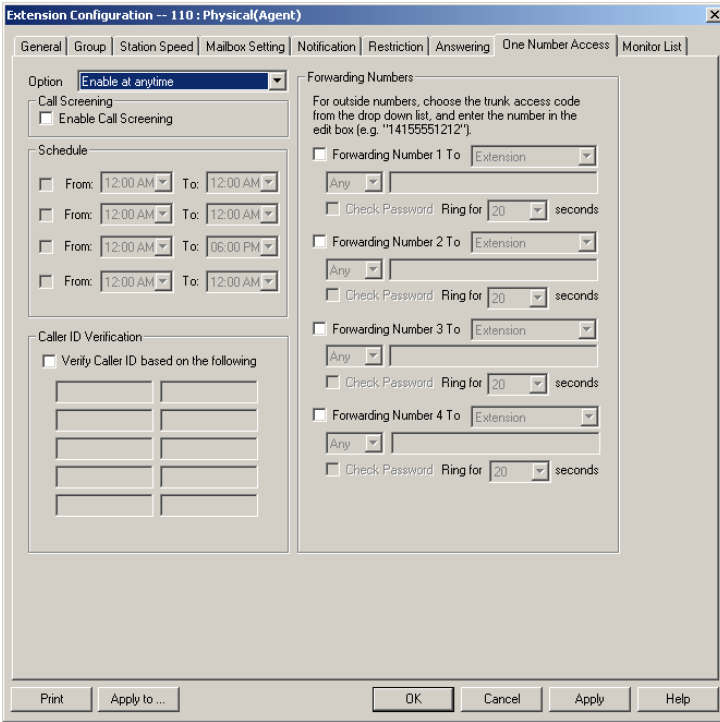 Extension Configuration -- 110 : Physical(Agent)
General Group Station Speed Mailbox Setting Notification Restriction Answering One Number Access Monitor List
Option Enable at anytime
Call Screening
Enable Call Screening
Schedule
From: 12:00 AM To: 12:00 AM
From: 12:00 AM To: 12:00 AM
From: 12:00 AM To: 06:00 PM
From: 12:00 AM To: 12:00 AM
Caller ID Verification
Verify Caller ID based on the following
Forwarding Numbers
For outside numbers, choose the trunk access code
from the drop down list, and enter the number in the
edit box (e.g. "14155551212").
Forwarding Number 1 To Extension
Any
Check Password Ring for 20 seconds
Forwarding Number 2 To Extension
Any
Check Password Ring for 20 seconds
Forwarding Number 3 To Extension
Any
Check Password Ring for 20 seconds
Forwarding Number 4 To Extension
Any
Check Password Ring for 20 seconds
Print Apply to ... OK Cancel Apply Help